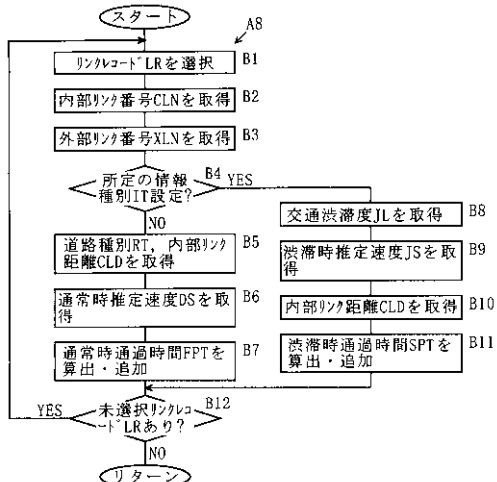 スタート
A8
リンクレコードLRを選択
B1
内部リンク番号CLNを取得
B2
外部リンク番号XLNを取得
B3
所定の情報
種別IT設定?
B4
YES
NO
道路種別RT,内部リンク
距離CLDを取得
B5
通常時推定速度DSを取
得
B6
通常時通過時間FPTを
算出・追加
B7
交通渋滞度JLを取得
B8
渋滞時推定速度JSを取
得
B9
内部リンク距離CLDを取得
B10
渋滞時通過時間SPTを
算出・追加
B11
YES
未選択リンクレコ
ードLRあり?
B12
NO
リターン